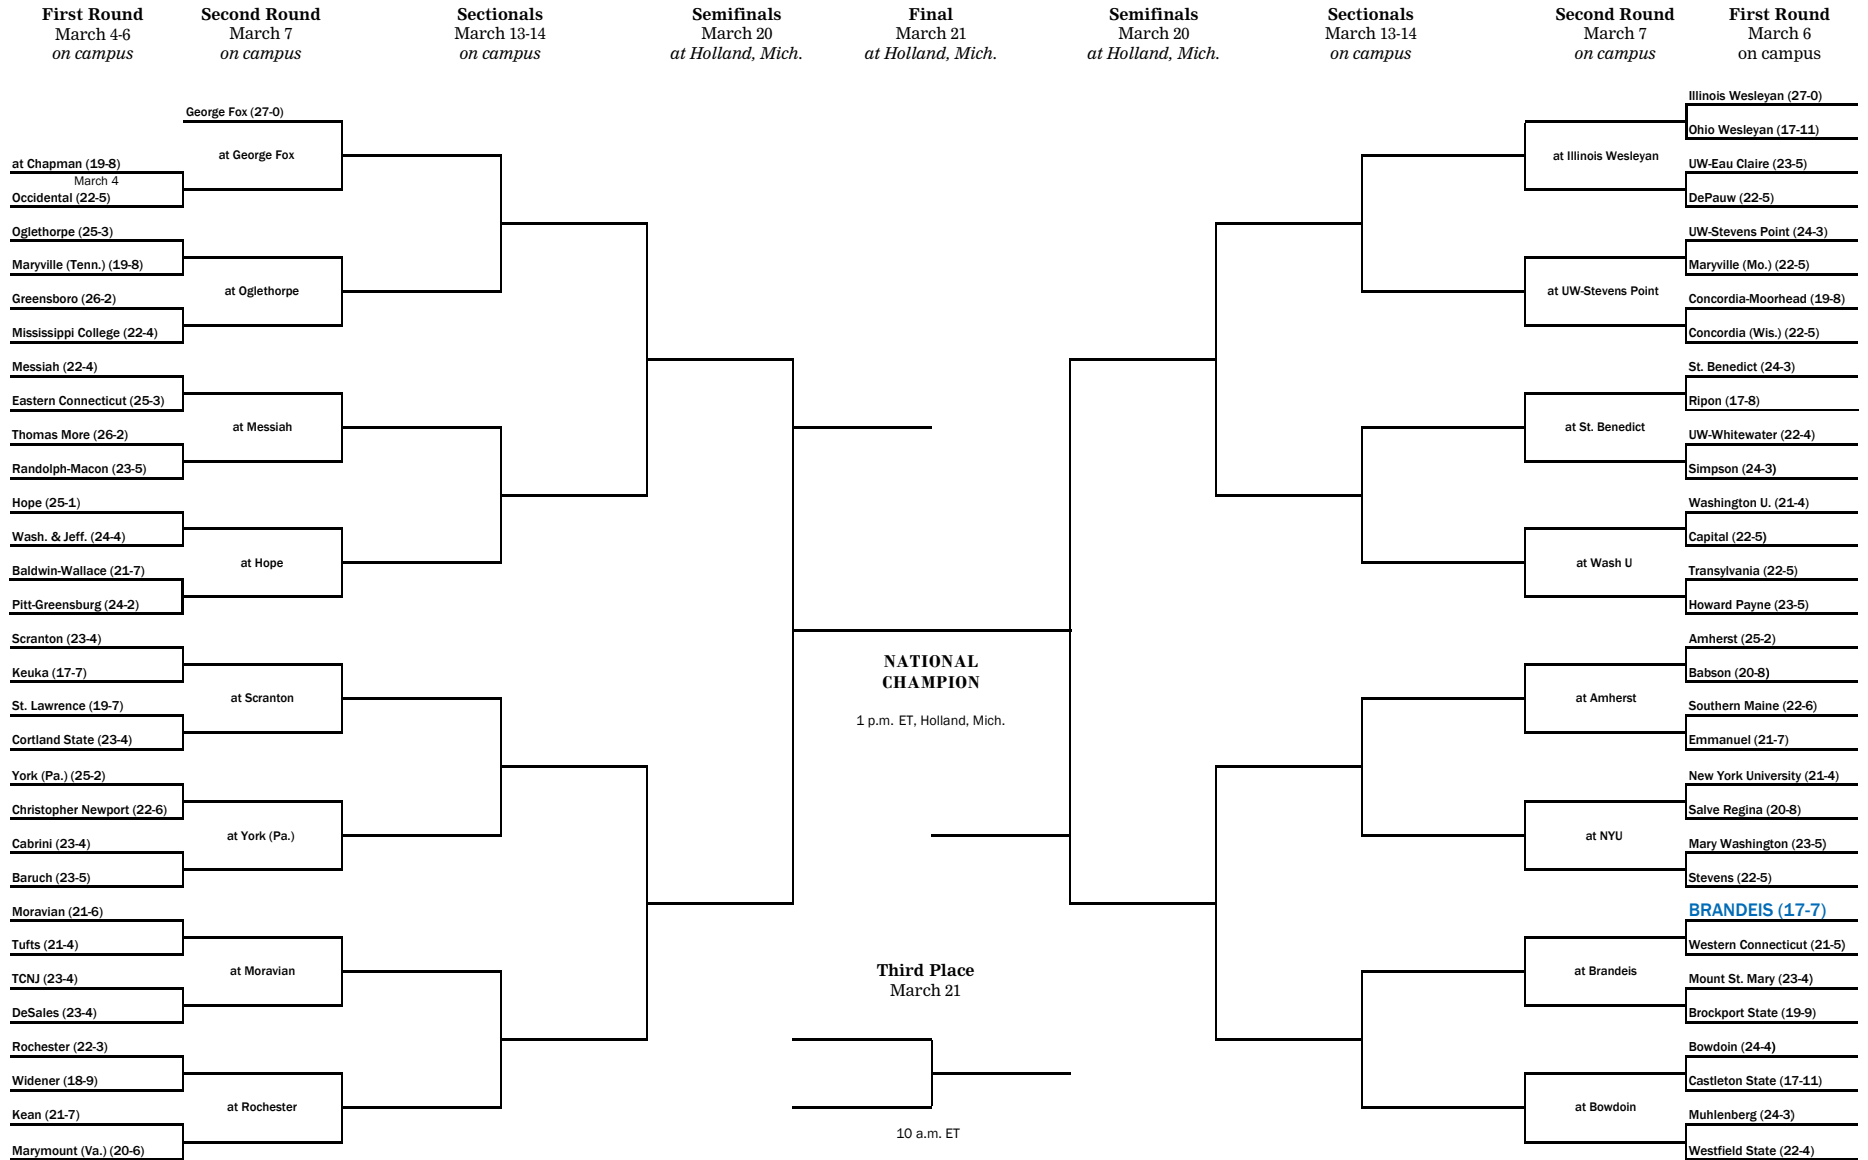 First Round
March 4-6
on campus
Second Round
March 7
on campus
Sectionals
March 13-14
on campus
Semifinals
March 20
at Holland, Mich.
Final
March 21
at Holland, Mich.
Semifinals
March 20
at Holland, Mich.
Sectionals
March 13-14
on campus
Second Round
March 7
on campus
First Round
March 6
on campus
George Fox (27-0)
at George Fox
at Chapman (19-8)
March 4
Occidental (22-5)
Oglethorpe (25-3)
Maryville (Tenn.) (19-8)
at Oglethorpe
Greensboro (26-2)
Mississippi College (22-4)
Messiah (22-4)
Eastern Connecticut (25-3)
at Messiah
Thomas More (26-2)
Randolph-Macon (23-5)
Hope (25-1)
Wash. & Jeff. (24-4)
at Hope
Baldwin-Wallace (21-7)
Pitt-Greensburg (24-2)
Scranton (23-4)
Keuka (17-7)
at Scranton
St. Lawrence (19-7)
Cortland State (23-4)
York (Pa.) (25-2)
Christopher Newport (22-6)
at York (Pa.)
Cabrini (23-4)
Baruch (23-5)
Moravian (21-6)
Tufts (21-4)
at Moravian
TCNJ (23-4)
DeSales (23-4)
Rochester (22-3)
Widener (18-9)
at Rochester
Kean (21-7)
Marymount (Va.) (20-6)
NATIONAL
CHAMPION
1 p.m. ET, Holland, Mich.
Third Place
March 21
10 a.m. ET
Illinois Wesleyan (27-0)
Ohio Wesleyan (17-11)
at Illinois Wesleyan
UW-Eau Claire (23-5)
DePauw (22-5)
UW-Stevens Point (24-3)
Maryville (Mo.) (22-5)
at UW-Stevens Point
Concordia-Moorhead (19-8)
Concordia (Wis.) (22-5)
St. Benedict (24-3)
Ripon (17-8)
at St. Benedict
UW-Whitewater (22-4)
Simpson (24-3)
Washington U. (21-4)
Capital (22-5)
at Wash U
Transylvania (22-5)
Howard Payne (23-5)
Amherst (25-2)
Babson (20-8)
at Amherst
Southern Maine (22-6)
Emmanuel (21-7)
New York University (21-4)
Salve Regina (20-8)
at NYU
Mary Washington (23-5)
Stevens (22-5)
BRANDEIS (17-7)
Western Connecticut (21-5)
at Brandeis
Mount St. Mary (23-4)
Brockport State (19-9)
Bowdoin (24-4)
Castleton State (17-11)
at Bowdoin
Muhlenberg (24-3)
Westfield State (22-4)